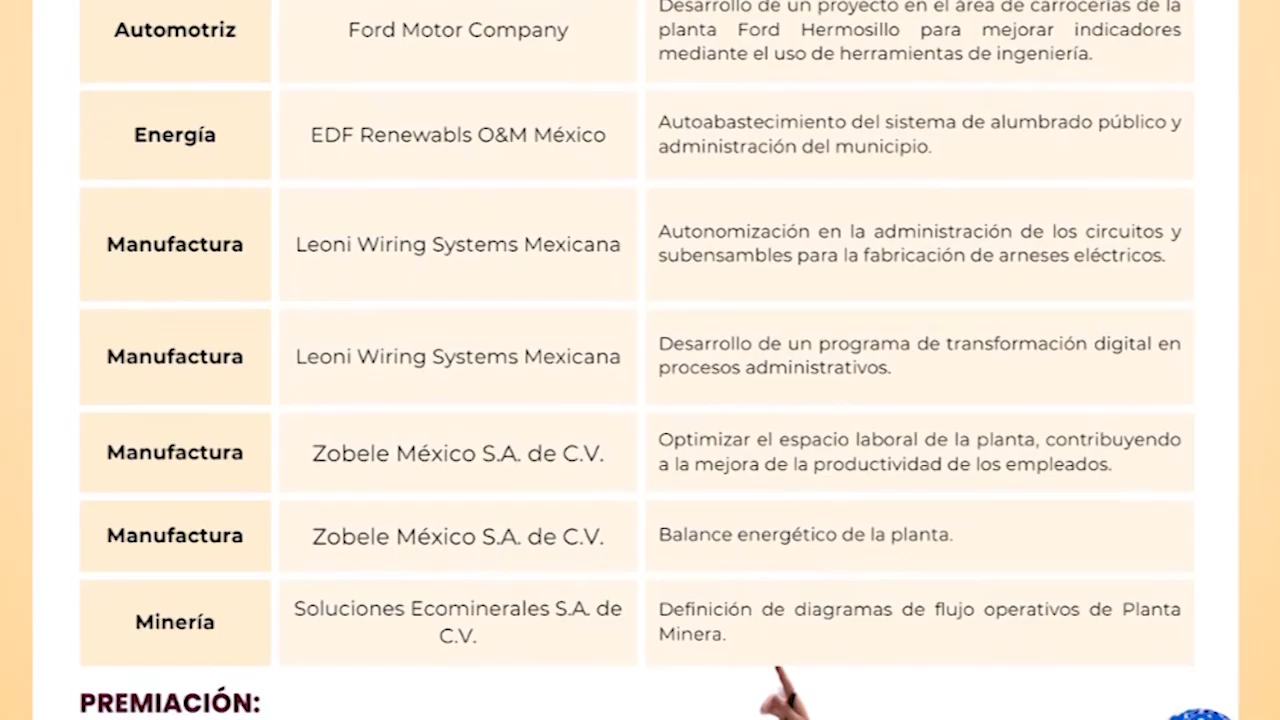 Desarrollo de un proyecto en el área de carrocerías de la
Automotriz
Ford Motor Company
planta Ford Hermosillo para mejorar indicadores
mediante el uso de herramientas de ingeniería.
Energía
EDF Renewabls O&M México
Autoabastecimiento del sistema de alumbrado público y
administración del municipio.
Manufactura
Leoni Wiring Systems Mexicana
Autonomización en la administración de los circuitos y
subensambles para la fabricación de arneses eléctricos.
Manufactura
Leoni Wiring Systems Mexicana
Desarrollo de un programa de transformación digital en
procesos administrativos.
Manufactura
Zobele México S.A. de C.V.
Optimizar el espacio laboral de la planta, contribuyendo
a la mejora de la productividad de los empleados.
Manufactura
Zobele México S.A. de C.V.
Balance energético de la planta.
Minería
Soluciones Ecominerales S.A. de
C.V.
Definición de diagramas de flujo operativos de Planta
Minera.
PREMIACIÓN: